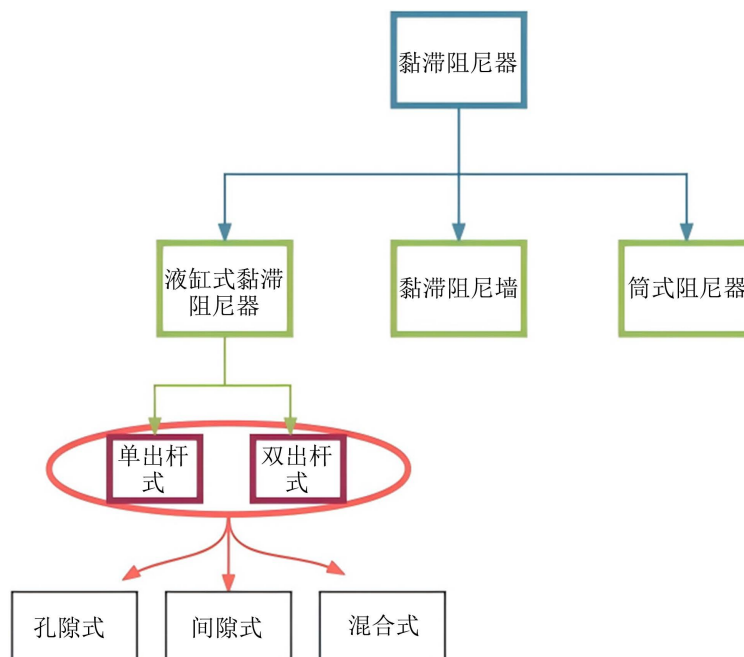 黏滞阻尼器
液缸式黏滞
阻尼器
黏滞阻尼墙
筒式阻尼器
单出杆
式
双出杆
式
孔隙式
间隙式
混合式